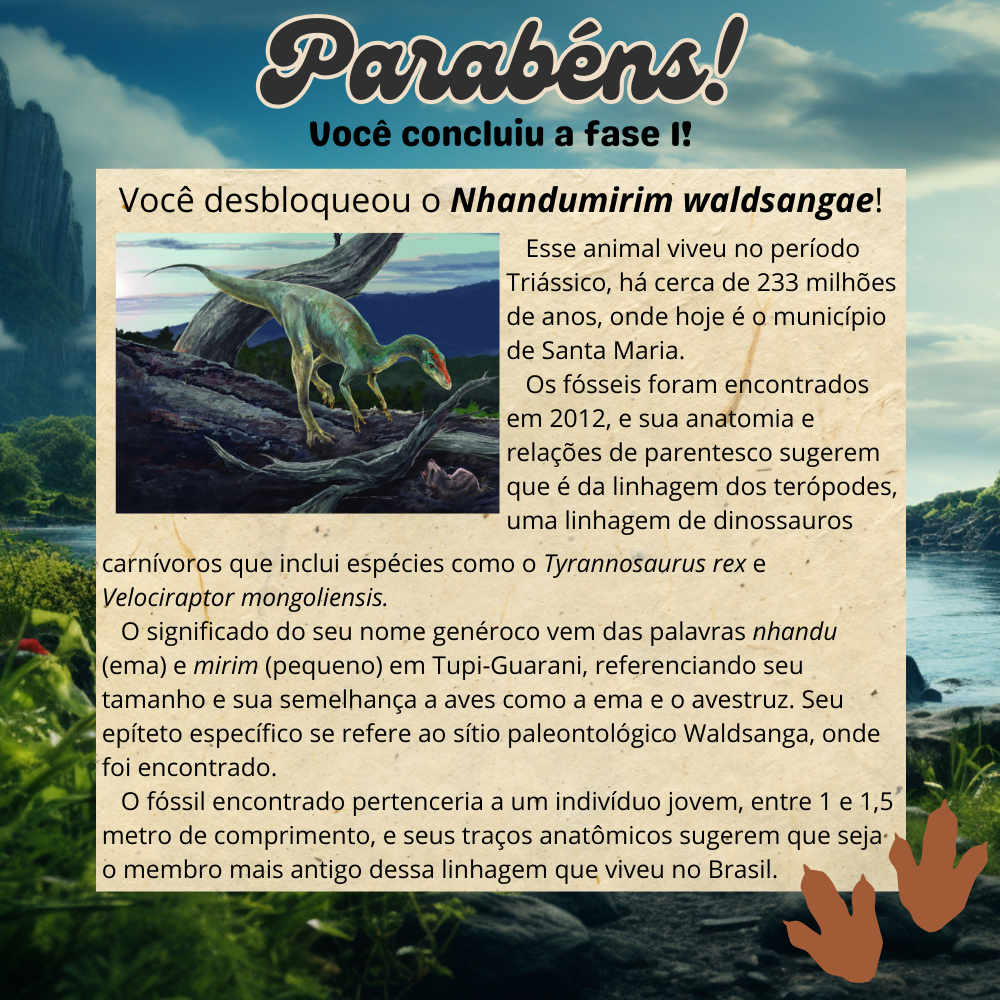 Parabéns!
Você concluiu a fase I!
Você desbloqueou o Nhandumirim waldsangae!
Esse animal viveu no período
Triássico, há cerca de 233 milhões
de anos, onde hoje é o município
de Santa Maria.
Os fósseis foram encontrados
em 2012, e sua anatomia e
relações de parentesco sugerem
que é da linhagem dos terópodes,
uma linhagem de dinossauros
carnívoros que inclui espécies como o Tyrannosaurus rex e
Velociraptor mongoliensis.
O significado do seu nome genéroco vem das palavras nhandu
(ema) e mirim (pequeno) em Tupi-Guarani, referenciando seu
tamanho e sua semelhança a aves como a ema e o avestruz. Seu
epíteto específico se refere ao sítio paleontológico Waldsanga, onde
foi encontrado.
O fóssil encontrado pertenceria a um indivíduo jovem, entre 1 e 1,5
metro de comprimento, e seus traços anatômicos sugerem que seja
o membro mais antigo dessa linhagem que viveu no Brasil.